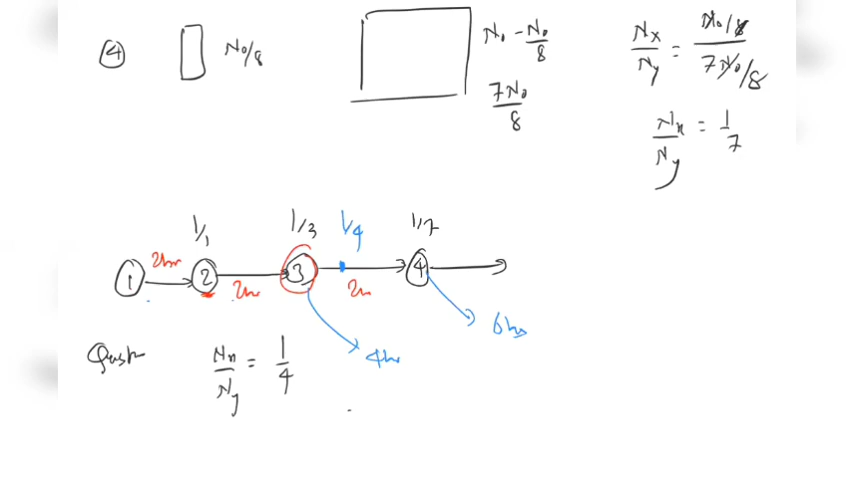 ④ N₀/8
N₀ - N₀/8
7N₀/8
Nx/Ny = N₀/8 / 7N₀/8
Nx/Ny = 1/7
1/1 1/3 1/4 1/7
① 2hr ② 2hr ③ 2hr ④
4hr 6hrs
Nx/Ny = 1/4